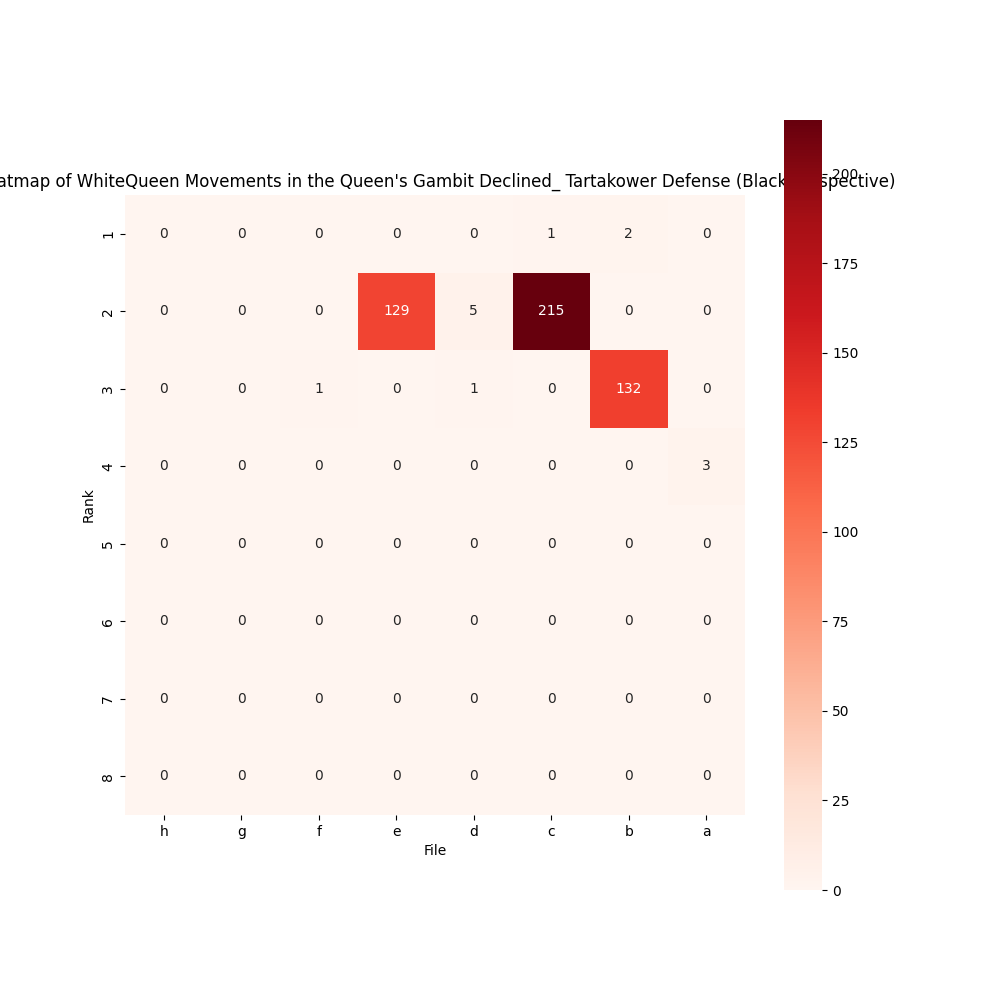 atmap of WhiteQueen Movements in the Queen's Gambit Declined_ Tartakower Defense (Black Perspective)
1 0 0 0 0 0 1 2 0
2 0 0 0 129 5 215 0 0
3 0 0 1 0 1 0 132 0
4 0 0 0 0 0 0 0 3
5 0 0 0 0 0 0 0 0
6 0 0 0 0 0 0 0 0
7 0 0 0 0 0 0 0 0
8 0 0 0 0 0 0 0 0
Rank
h g f e d c b a
File
200
175
150
125
100
75
50
25
0